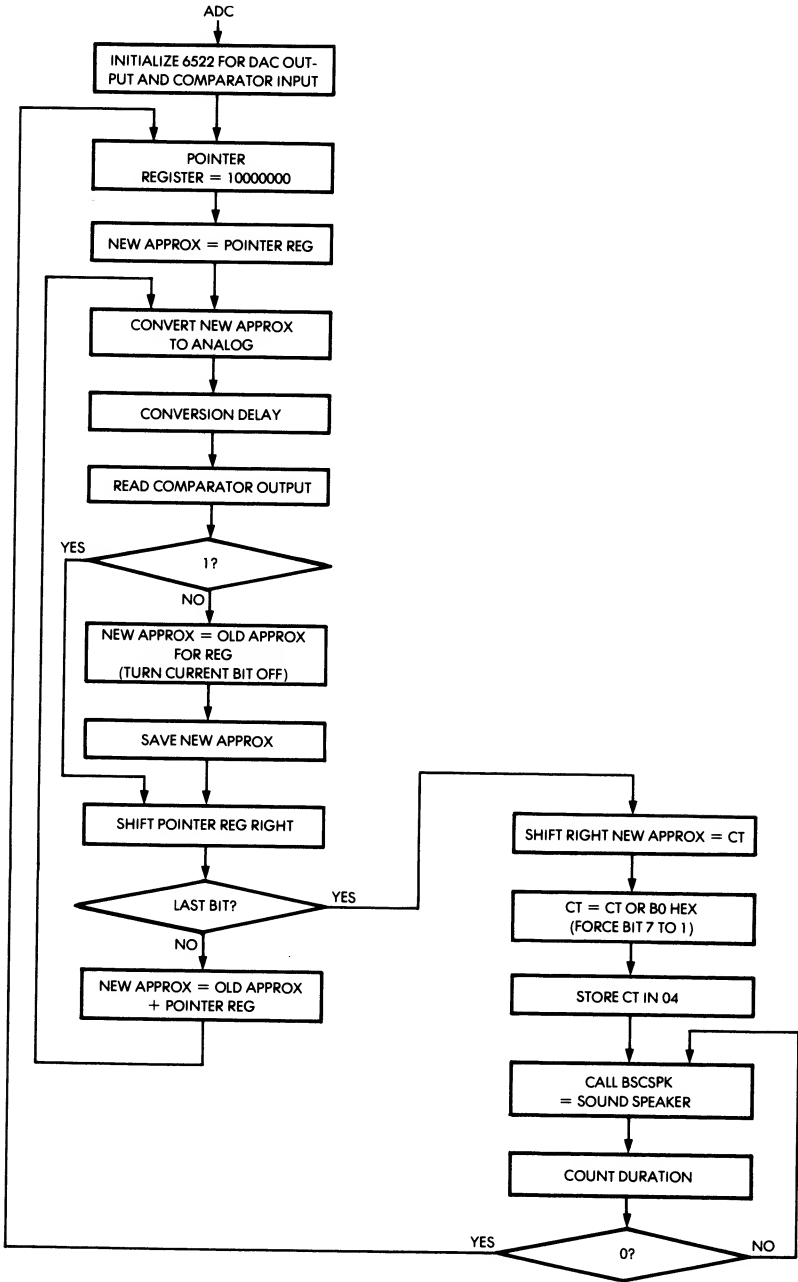 ADC
INITIALIZE 6522 FOR DAC OUT-
PUT AND COMPARATOR INPUT
POINTER
REGISTER = 10000000
NEW APPROX = POINTER REG
CONVERT NEW APPROX
TO ANALOG
CONVERSION DELAY
READ COMPARATOR OUTPUT
YES
1?
NO
NEW APPROX = OLD APPROX
FOR REG
(TURN CURRENT BIT OFF)
SAVE NEW APPROX
SHIFT POINTER REG RIGHT
LAST BIT?
YES
NO
NEW APPROX = OLD APPROX
+ POINTER REG
SHIFT RIGHT NEW APPROX = CT
CT = CT OR B0 HEX
(FORCE BIT 7 TO 1)
STORE CT IN 04
CALL BSCSPK
= SOUND SPEAKER
COUNT DURATION
YES
0?
NO